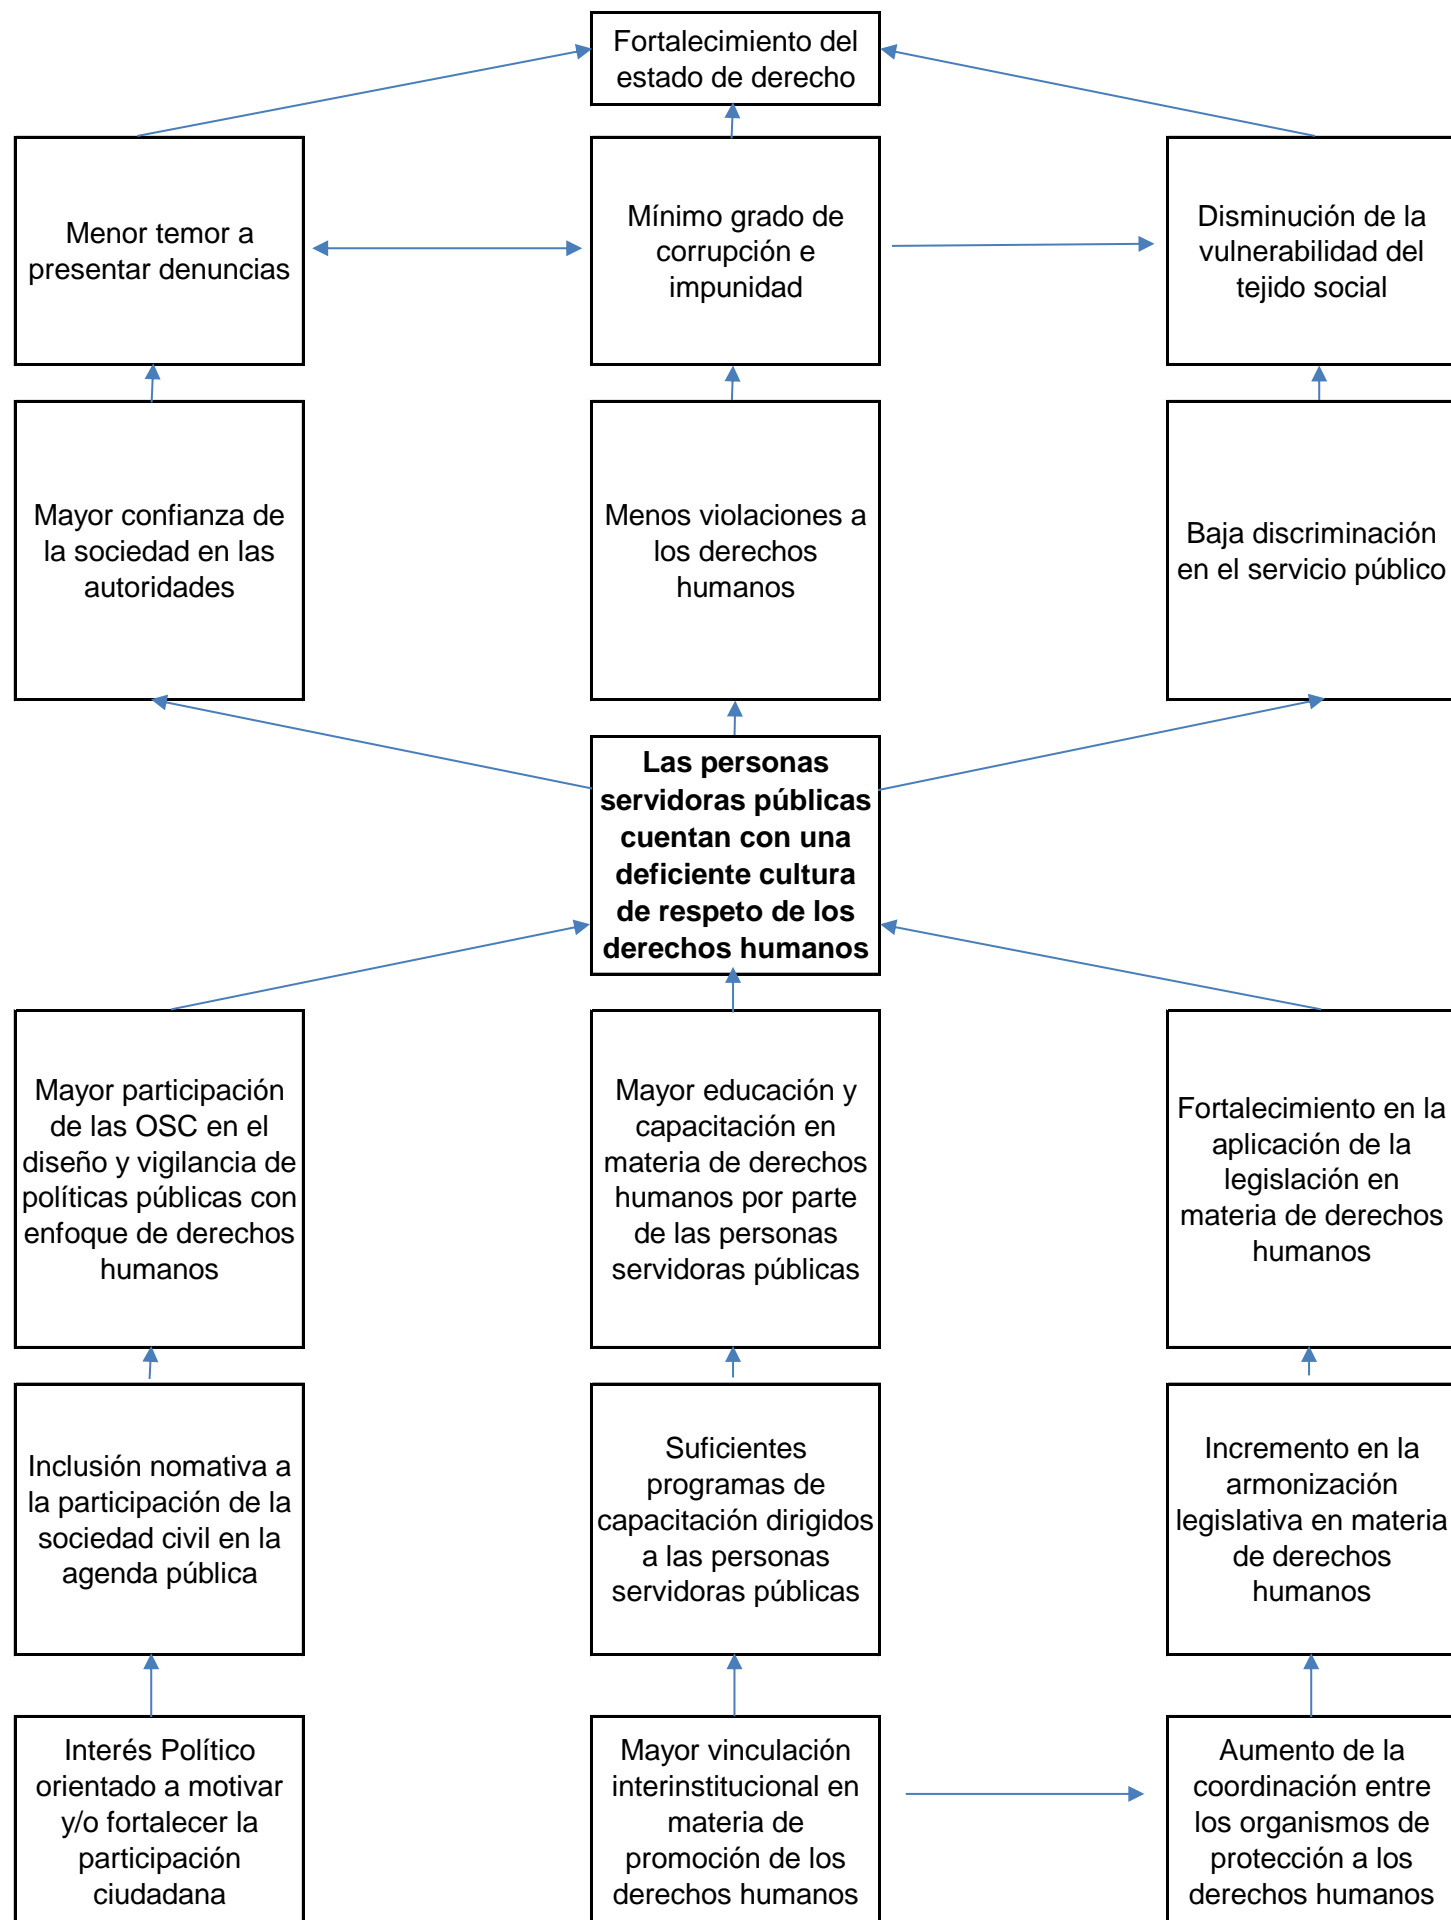 Fortalecimiento del
estado de derecho
Menor temor a
presentar denuncias
Mínimo grado de
corrupción e
impunidad
Disminución de la
vulnerabilidad del
tejido social
Mayor confianza de
la sociedad en las
autoridades
Menos violaciones a
los derechos
humanos
Baja discriminación
en el servicio público
Las personas
servidoras públicas
cuentan con una
deficiente cultura
de respeto de los
derechos humanos
Mayor participación
de las OSC en el
diseño y vigilancia de
políticas públicas con
enfoque de derechos
humanos
Mayor educación y
capacitación en
materia de derechos
humanos por parte
de las personas
servidoras públicas
Fortalecimiento en la
aplicación de la
legislación en
materia de derechos
humanos
Inclusión nomativa a
la participación de la
sociedad civil en la
agenda pública
Suficientes
programas de
capacitación dirigidos
a las personas
servidoras públicas
Incremento en la
armonización
legislativa en materia
de derechos
humanos
Interés Político
orientado a motivar
y/o fortalecer la
participación
ciudadana
Mayor vinculación
interinstitucional en
materia de
promoción de los
derechos humanos
Aumento de la
coordinación entre
los organismos de
protección a los
derechos humanos